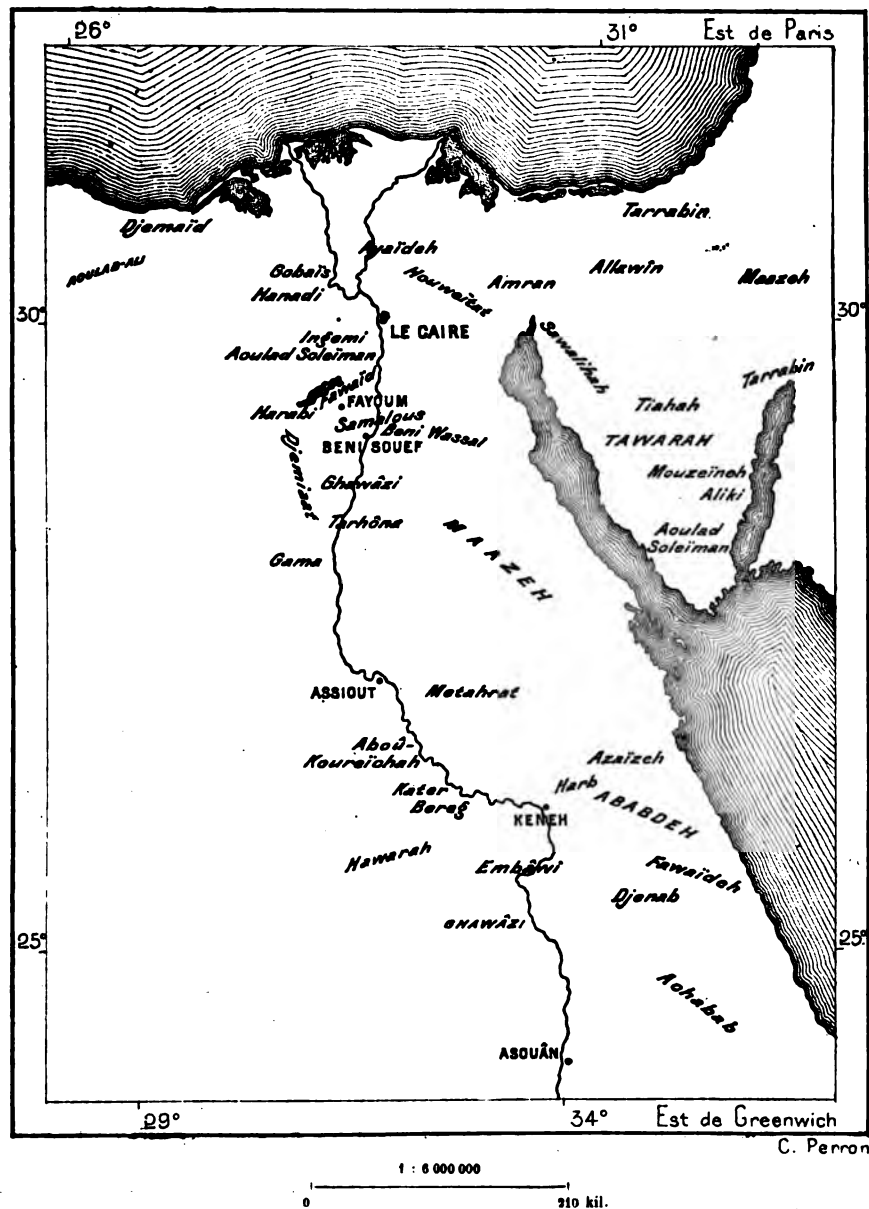 26°
31°
Est de Paris
Tarrabin
Djemaïd
Ayaïdeh
AOULAD-ALI
Gobaïs
Houweïtat
Amran
Allawîn
Maazeh
Hanadi
30°
30°
LE CAIRE
Sawalihah
Ingemi
Aoulad Soleïman
Tarrabin
Fawaïd
FAYOUM
Harabi
Tiahah
Samalous
Beni Wassal
TAWARAH
BENI SOUEF
Djemiaat
Mouzeïneh
Ghawâzi
Aliki
Tarhôna
MAAZEH
Aoulad
Soleïman
Gama
ASSIOUT
Metahrat
Aboû-
Koureïchah
Azaïzeh
Kater
Harb
Bereg
KENEH
ABABDEH
Hawarah
Embâwi
Fawaïdeh
Djenab
GHAWÂZI
25°
25°
Achabab
ASOUÂN
29°
34°
Est de Greenwich
C. Perron
1 : 6 000 000
0
210 kil.